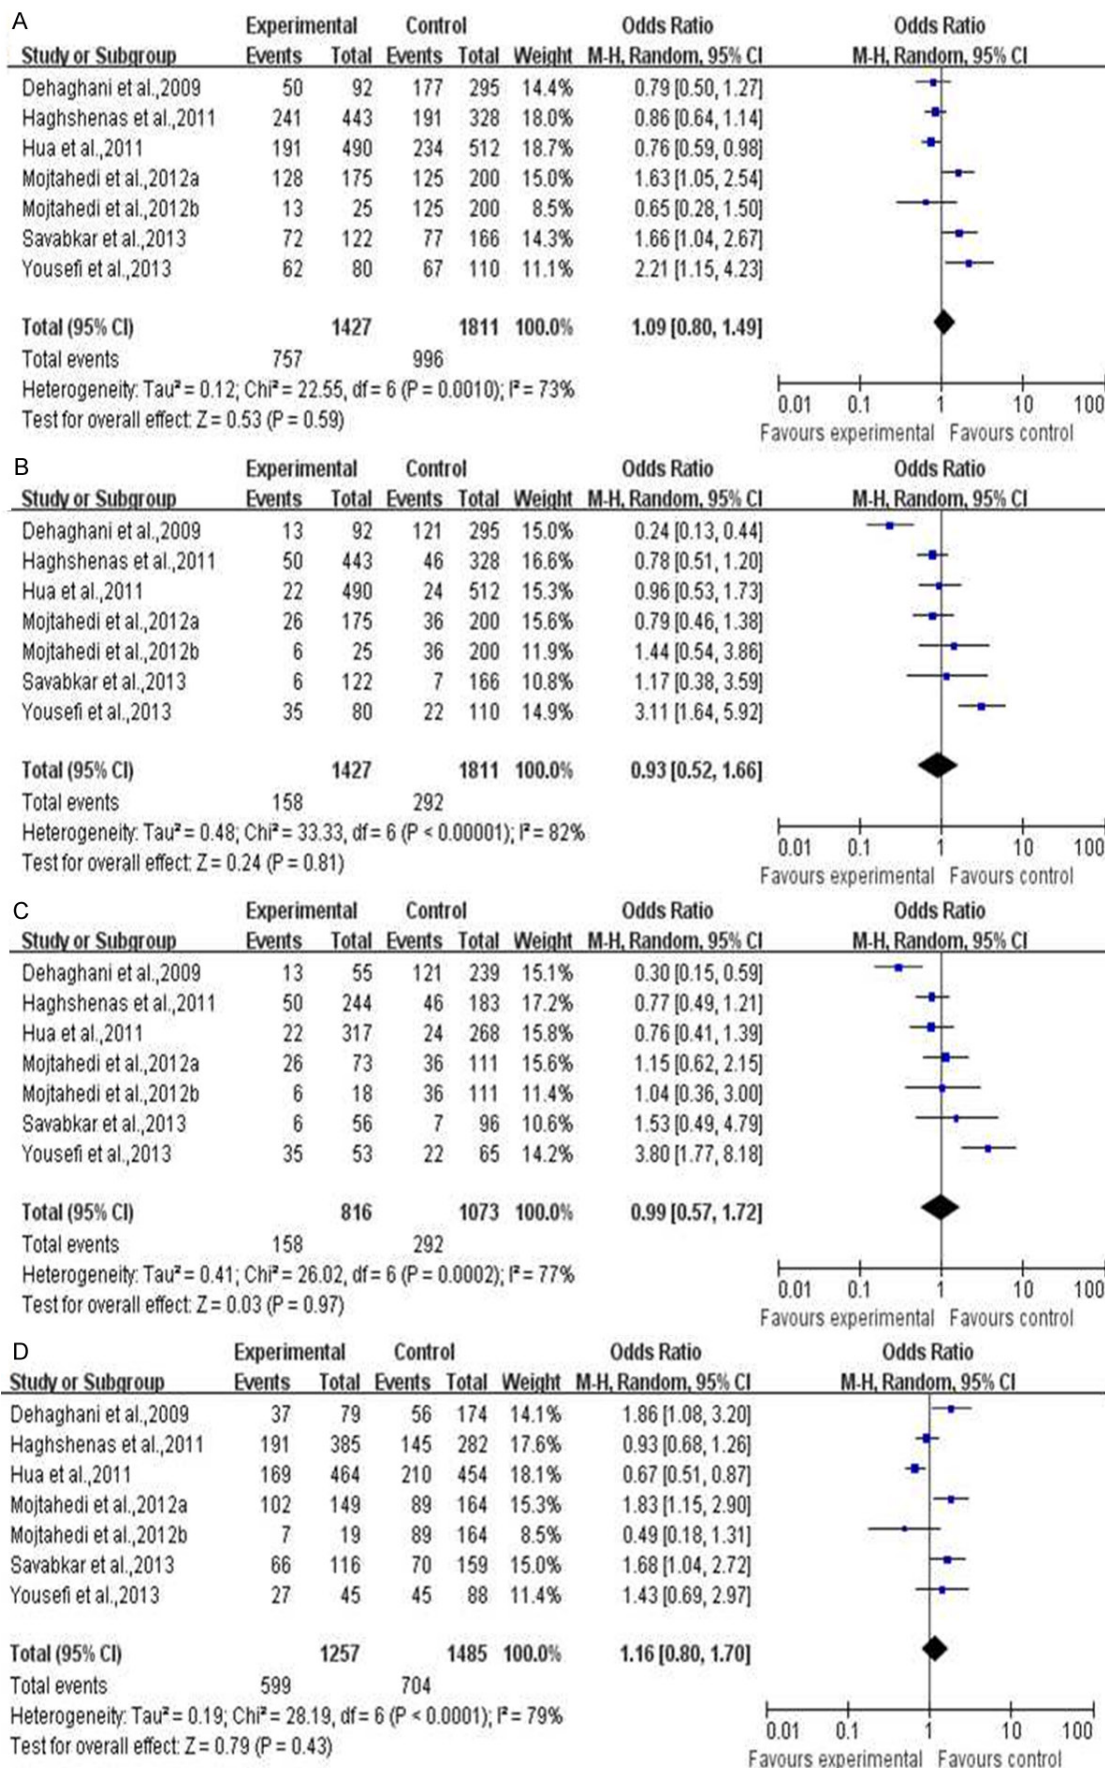 A
Experimental Control Odds Ratio Odds Ratio
Study or Subgroup Events Total Events Total Weight M-H, Random, 95% CI M-H, Random, 95% CI
Dehaghani et al.,2009 50 92 177 295 14.4% 0.79 [0.50, 1.27]
Haghshenas et al.,2011 241 443 191 328 18.0% 0.86 [0.64, 1.14]
Hua et al.,2011 191 490 234 512 18.7% 0.76 [0.59, 0.98]
Mojtahedi et al.,2012a 128 175 125 200 15.0% 1.63 [1.05, 2.54]
Mojtahedi et al.,2012b 13 25 125 200 8.5% 0.65 [0.28, 1.50]
Savabkar et al.,2013 72 122 77 166 14.3% 1.66 [1.04, 2.67]
Yousefi et al.,2013 62 80 67 110 11.1% 2.21 [1.15, 4.23]
Total (95% CI) 1427 1811 100.0% 1.09 [0.80, 1.49]
Total events 757 996
Heterogeneity: Tau² = 0.12; Chi² = 22.55, df = 6 (P = 0.0010); I² = 73%
Test for overall effect: Z = 0.53 (P = 0.59)
0.01 0.1 1 10 100
Favours experimental Favours control
B
Experimental Control Odds Ratio Odds Ratio
Study or Subgroup Events Total Events Total Weight M-H, Random, 95% CI M-H, Random, 95% CI
Dehaghani et al.,2009 13 92 121 295 15.0% 0.24 [0.13, 0.44]
Haghshenas et al.,2011 50 443 46 328 16.6% 0.78 [0.51, 1.20]
Hua et al.,2011 22 490 24 512 15.3% 0.96 [0.53, 1.73]
Mojtahedi et al.,2012a 26 175 36 200 15.6% 0.79 [0.46, 1.38]
Mojtahedi et al.,2012b 6 25 36 200 11.9% 1.44 [0.54, 3.86]
Savabkar et al.,2013 6 122 7 166 10.8% 1.17 [0.38, 3.59]
Yousefi et al.,2013 35 80 22 110 14.9% 3.11 [1.64, 5.92]
Total (95% CI) 1427 1811 100.0% 0.93 [0.52, 1.66]
Total events 158 292
Heterogeneity: Tau² = 0.48; Chi² = 33.33, df = 6 (P < 0.00001); I² = 82%
Test for overall effect: Z = 0.24 (P = 0.81)
0.01 0.1 1 10 100
Favours experimental Favours control
C
Experimental Control Odds Ratio Odds Ratio
Study or Subgroup Events Total Events Total Weight M-H, Random, 95% CI M-H, Random, 95% CI
Dehaghani et al.,2009 13 55 121 239 15.1% 0.30 [0.15, 0.59]
Haghshenas et al.,2011 50 244 46 183 17.2% 0.77 [0.49, 1.21]
Hua et al.,2011 22 317 24 268 15.8% 0.76 [0.41, 1.39]
Mojtahedi et al.,2012a 26 73 36 111 15.6% 1.15 [0.62, 2.15]
Mojtahedi et al.,2012b 6 18 36 111 11.4% 1.04 [0.36, 3.00]
Savabkar et al.,2013 6 56 7 96 10.6% 1.53 [0.49, 4.79]
Yousefi et al.,2013 35 53 22 65 14.2% 3.80 [1.77, 8.18]
Total (95% CI) 816 1073 100.0% 0.99 [0.57, 1.72]
Total events 158 292
Heterogeneity: Tau² = 0.41; Chi² = 26.02, df = 6 (P = 0.0002); I² = 77%
Test for overall effect: Z = 0.03 (P = 0.97)
0.01 0.1 1 10 100
Favours experimental Favours control
D
Experimental Control Odds Ratio Odds Ratio
Study or Subgroup Events Total Events Total Weight M-H, Random, 95% CI M-H, Random, 95% CI
Dehaghani et al.,2009 37 79 56 174 14.1% 1.86 [1.08, 3.20]
Haghshenas et al.,2011 191 385 145 282 17.6% 0.93 [0.68, 1.26]
Hua et al.,2011 169 464 210 454 18.1% 0.67 [0.51, 0.87]
Mojtahedi et al.,2012a 102 149 89 164 15.3% 1.83 [1.15, 2.90]
Mojtahedi et al.,2012b 7 19 89 164 8.5% 0.49 [0.18, 1.31]
Savabkar et al.,2013 66 116 70 159 15.0% 1.68 [1.04, 2.72]
Yousefi et al.,2013 27 45 45 88 11.4% 1.43 [0.69, 2.97]
Total (95% CI) 1257 1485 100.0% 1.16 [0.80, 1.70]
Total events 599 704
Heterogeneity: Tau² = 0.19; Chi² = 28.19, df = 6 (P < 0.0001); I² = 79%
Test for overall effect: Z = 0.79 (P = 0.43)
0.01 0.1 1 10 100
Favours experimental Favours control